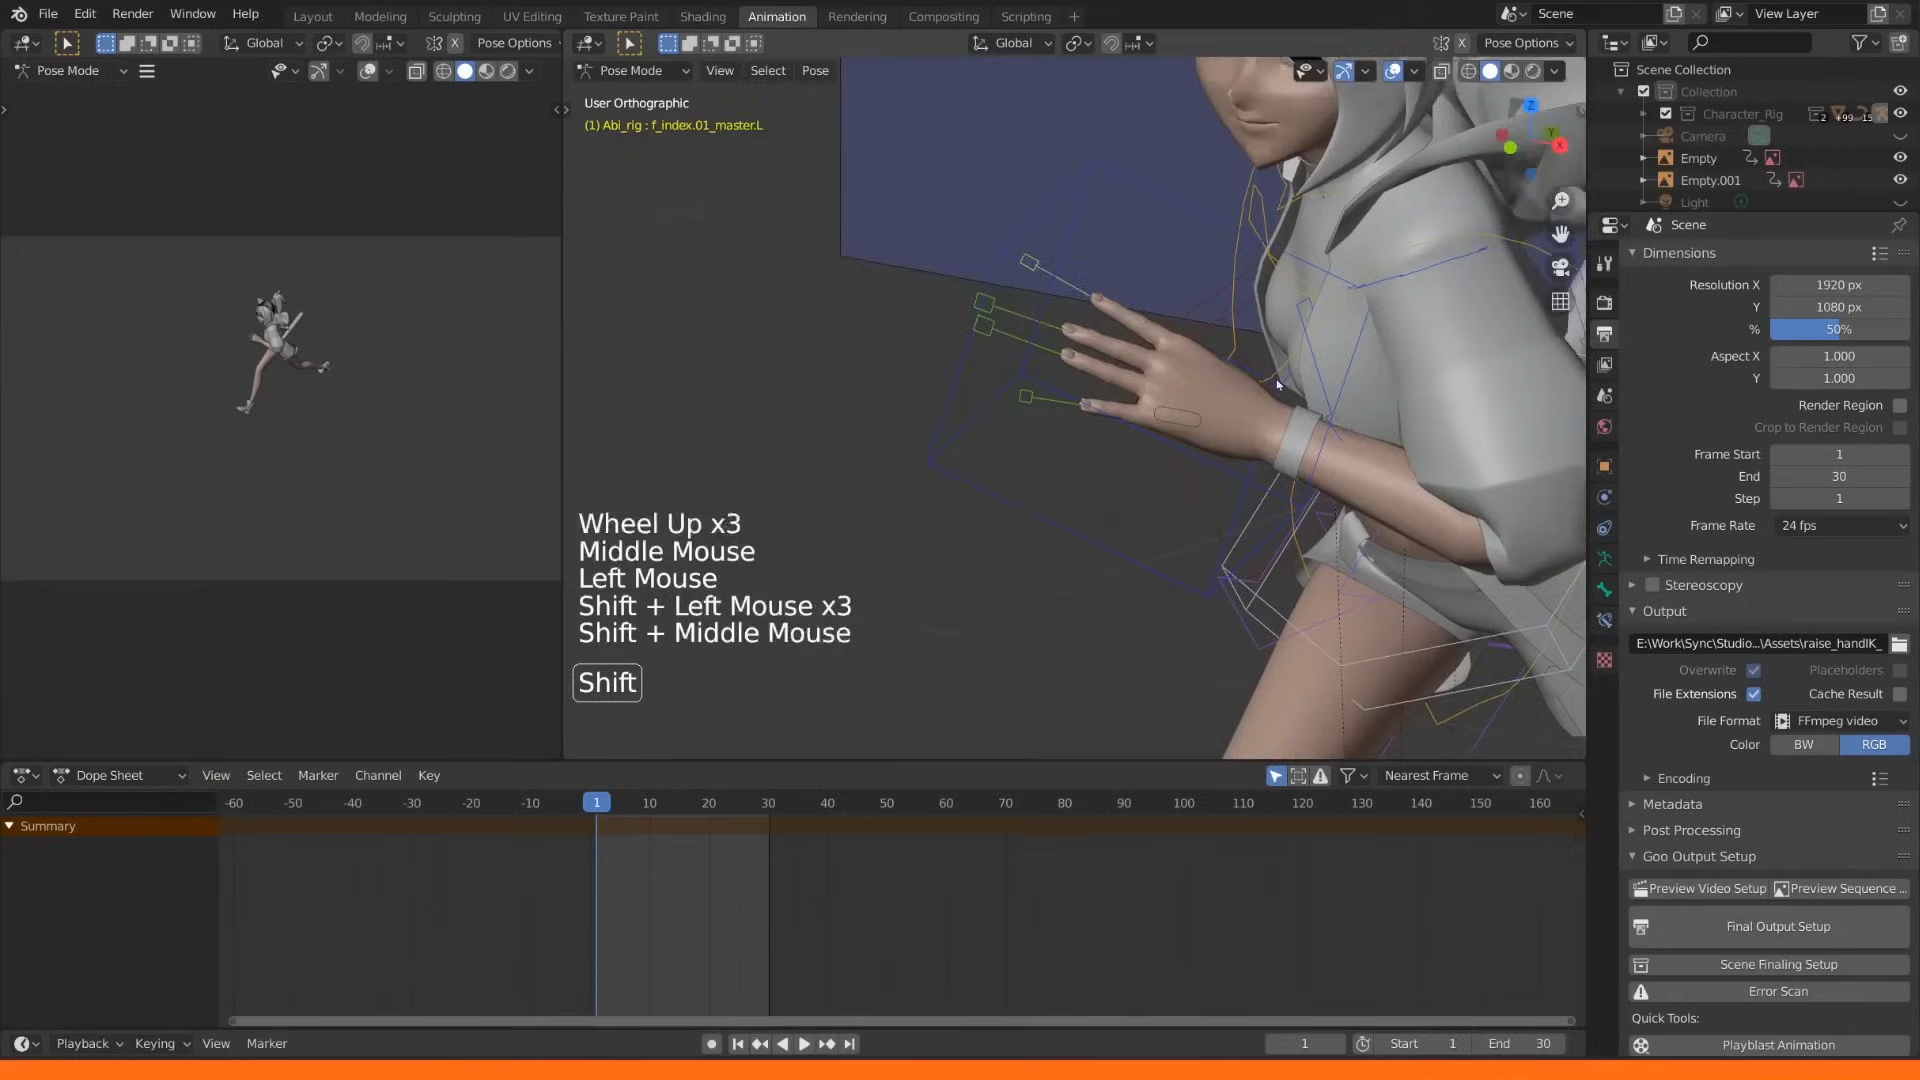 File Edit Render Window Help Layout Modeling Sculpting UV Editing Texture Paint Shading Animation Rendering Compositing Scripting + Scene View Layer
Global X Pose Options Global X Pose Options
Pose Mode Pose Mode View Select Pose
Scene Collection
Collection
Character_Rig 2 +99 15
Camera
Empty
Empty.001
Light
User Orthographic
(1) Abi_rig : f_index.01_master.L
Z
Y
X
Wheel Up x3
Middle Mouse
Left Mouse
Shift + Left Mouse x3
Shift + Middle Mouse
Shift
Scene
Dimensions
Resolution X 1920 px
Y 1080 px
% 50%
Aspect X 1.000
Y 1.000
Render Region
Crop to Render Region
Frame Start 1
End 30
Step 1
Frame Rate 24 fps
Time Remapping
Stereoscopy
Output
E:\Work\Sync\Studio...\Assets\raise_handIK_
Overwrite Placeholders
File Extensions Cache Result
File Format FFmpeg video
Color BW RGB
Encoding
Metadata
Post Processing
Goo Output Setup
Preview Video Setup Preview Sequence ...
Final Output Setup
Scene Finaling Setup
Error Scan
Quick Tools:
Playblast Animation
Dope Sheet View Select Marker Channel Key Nearest Frame
-60 -50 -40 -30 -20 -10 1 10 20 30 40 50 60 70 80 90 100 110 120 130 140 150 160
Summary
Playback Keying View Marker 1 Start 1 End 30